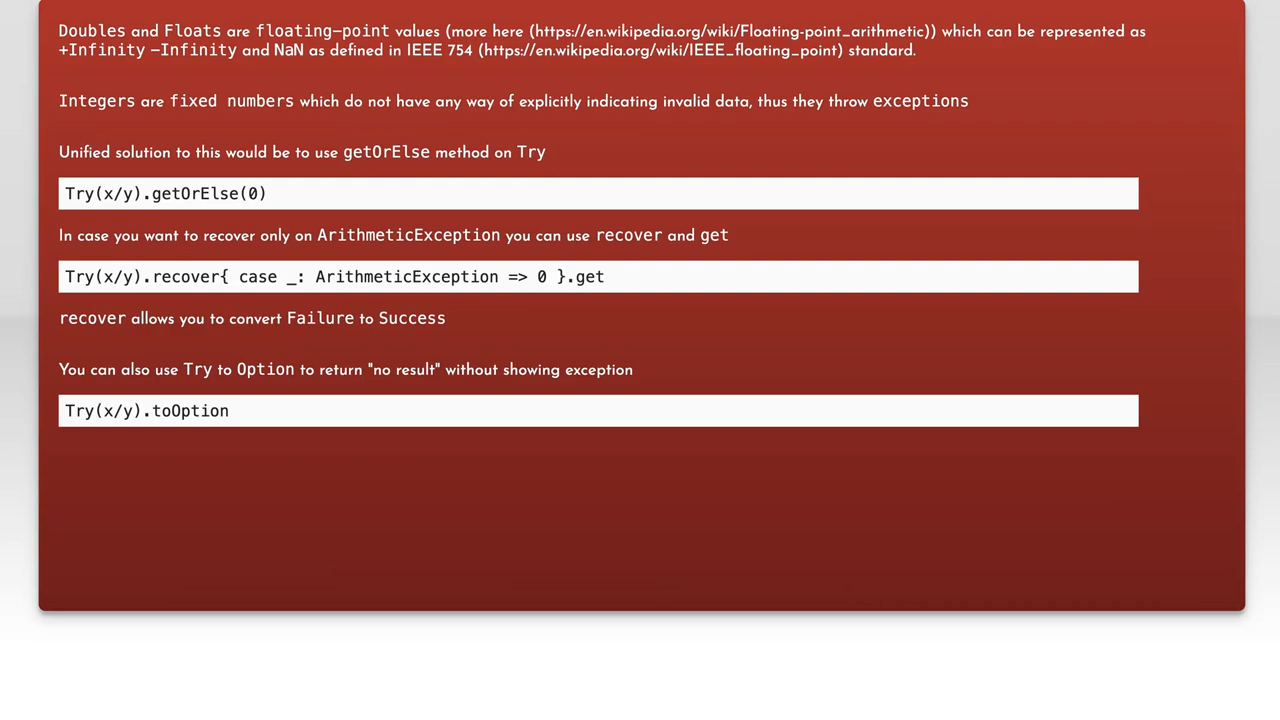 Doubles and Floats are floating-point values (more here (https://en.wikipedia.org/wiki/Floating-point_arithmetic)) which can be represented as
+Infinity -Infinity and NaN as defined in IEEE 754 (https://en.wikipedia.org/wiki/IEEE_floating_point) standard.
Integers are fixed numbers which do not have any way of explicitly indicating invalid data, thus they throw exceptions
Unified solution to this would be to use getOrElse method on Try
Try(x/y).getOrElse(0)
In case you want to recover only on ArithmeticException you can use recover and get
Try(x/y).recover{ case _: ArithmeticException => 0 }.get
recover allows you to convert Failure to Success
You can also use Try to Option to return "no result" without showing exception
Try(x/y).toOption